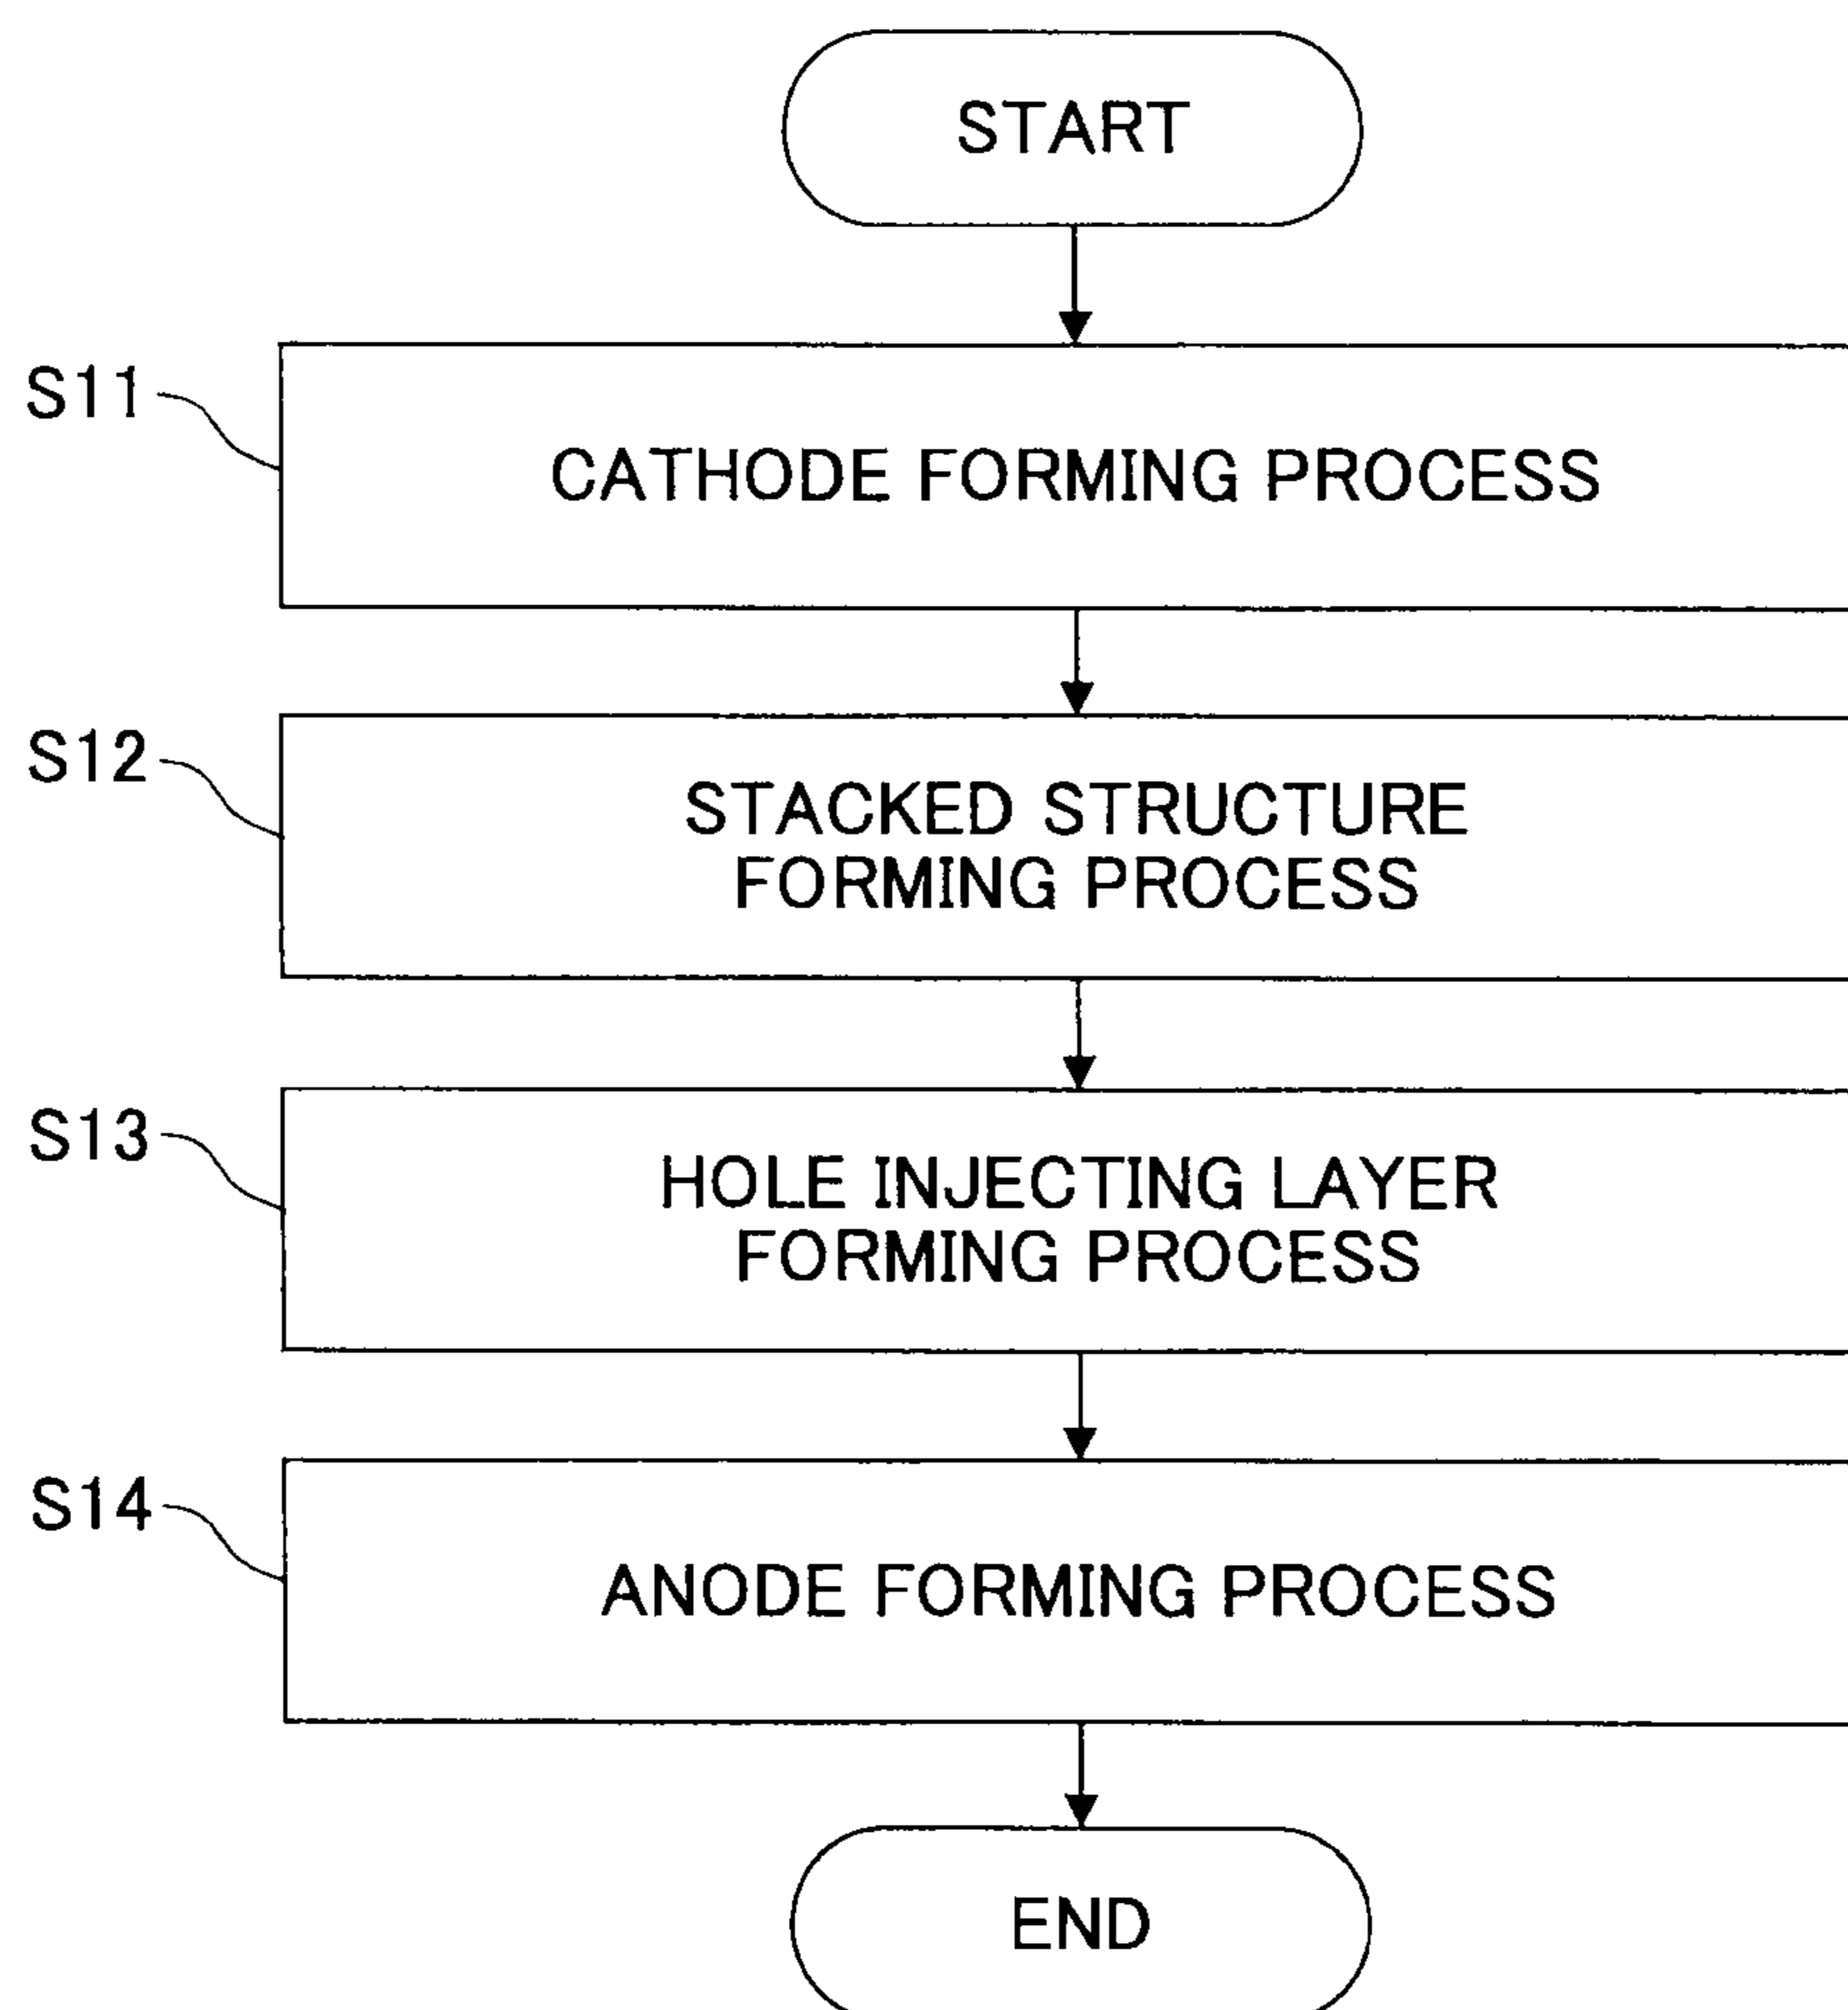 START
S11
CATHODE FORMING PROCESS
S12
STACKED STRUCTURE
FORMING PROCESS
S13
HOLE INJECTING LAYER
FORMING PROCESS
S14
ANODE FORMING PROCESS
END